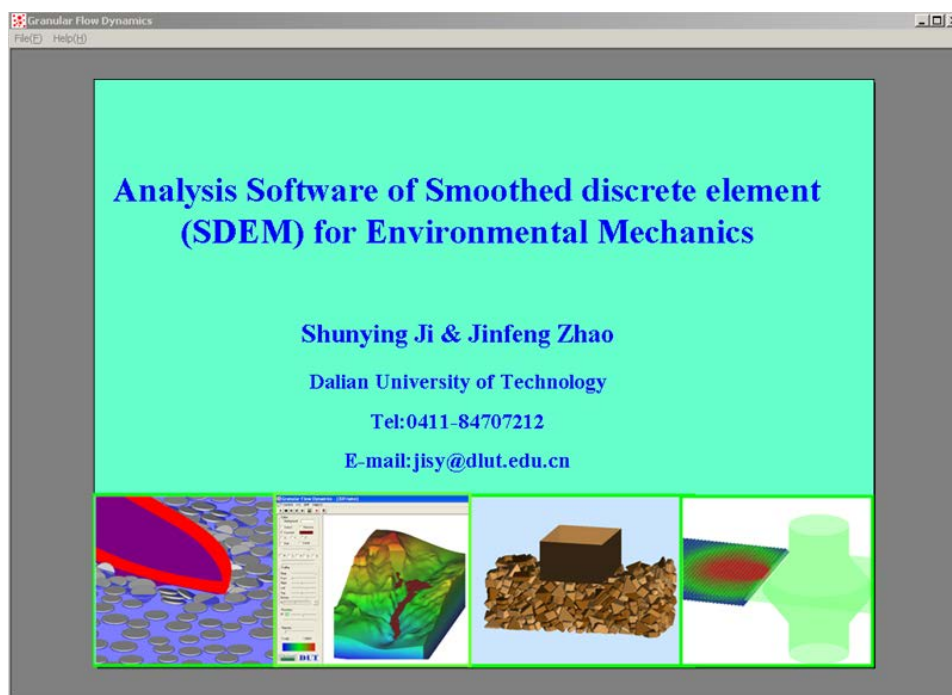 Granular Flow Dynamics
File(F) Help(H)
Analysis Software of Smoothed discrete element
(SDEM) for Environmental Mechanics
Shunying Ji & Jinfeng Zhao
Dalian University of Technology
Tel:0411-84707212
E-mail:jisy@dlut.edu.cn
DUT